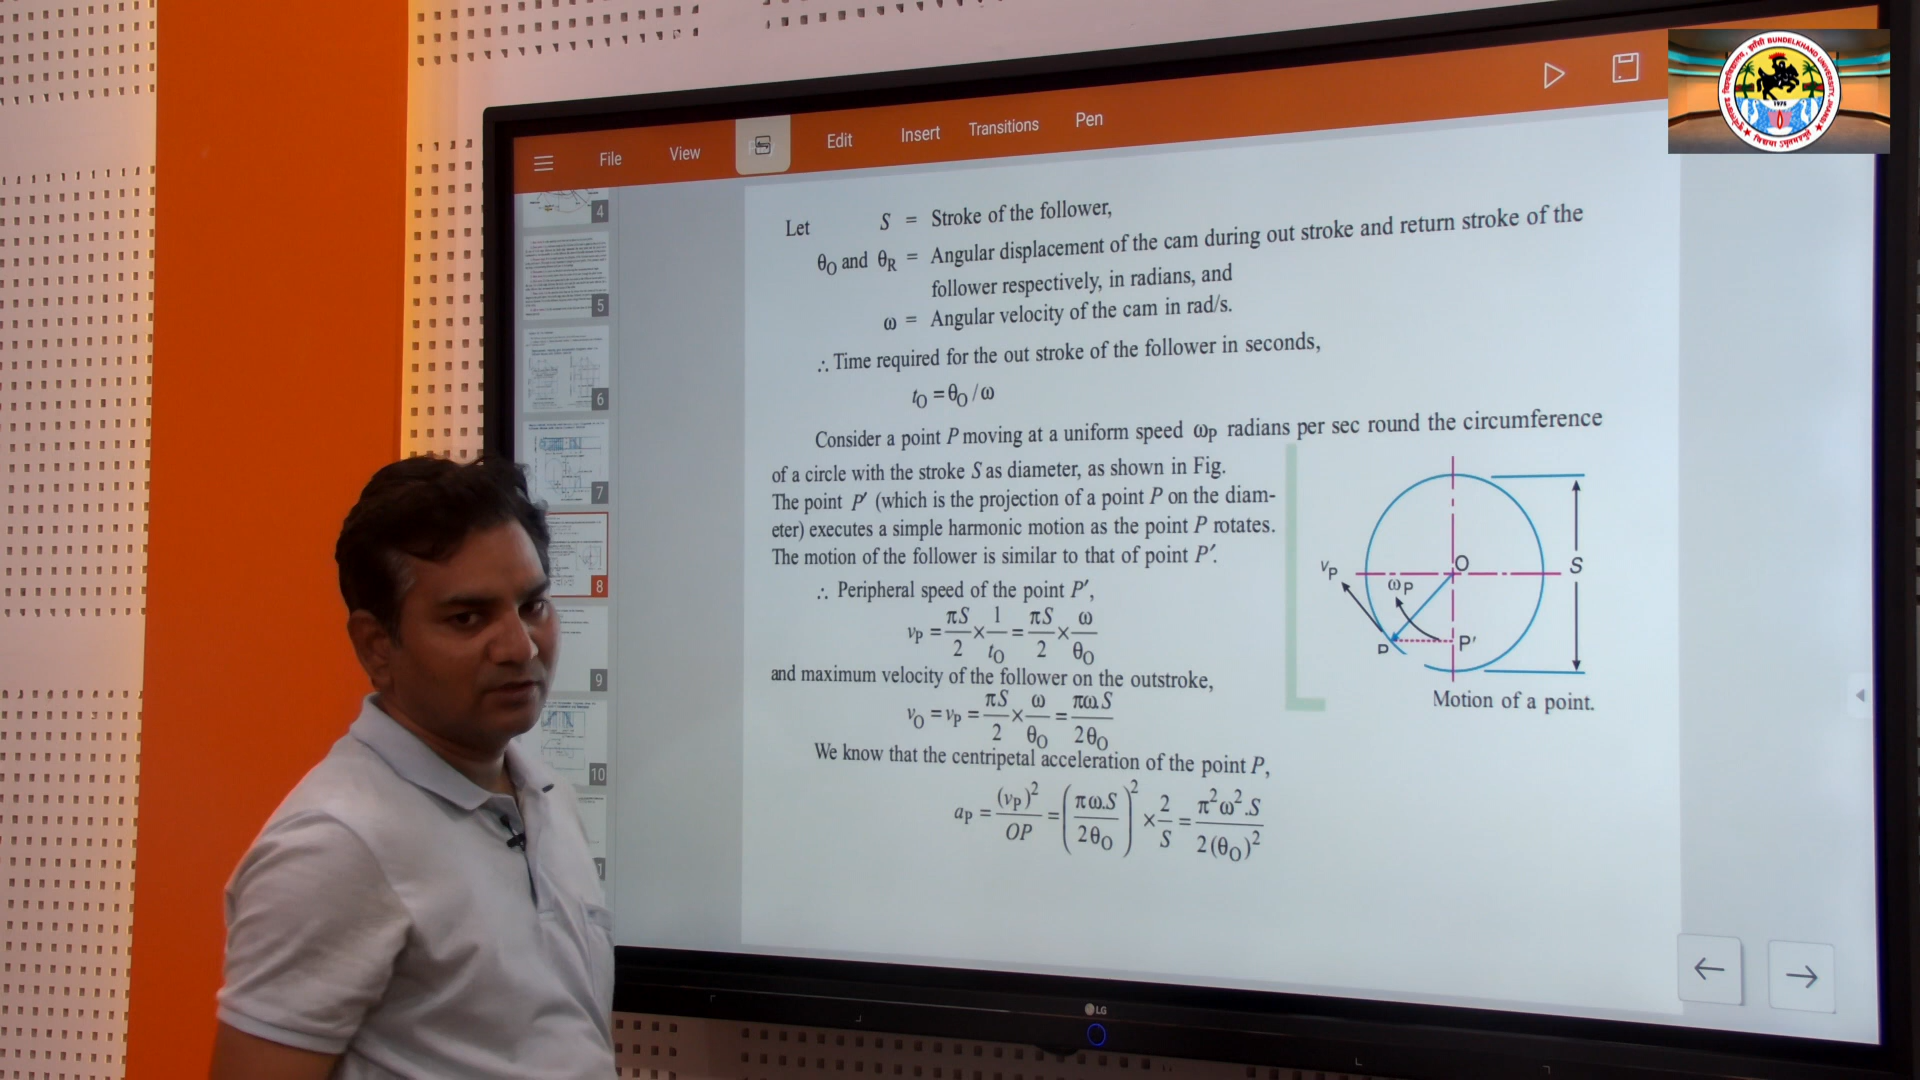 File View Edit Insert Transitions Pen
BUNDELKHAND UNIVERSITY, JHANSI
1975
4
5
6
7
8
9
10
Let S = Stroke of the follower,
θO and θR = Angular displacement of the cam during out stroke and return stroke of the
follower respectively, in radians, and
ω = Angular velocity of the cam in rad/s.
∴ Time required for the out stroke of the follower in seconds,
tO = θO / ω
Consider a point P moving at a uniform speed ωP radians per sec round the circumference
of a circle with the stroke S as diameter, as shown in Fig.
The point P′ (which is the projection of a point P on the diam-
eter) executes a simple harmonic motion as the point P rotates.
The motion of the follower is similar to that of point P′.
∴ Peripheral speed of the point P′,
vP = πS/2 × 1/tO = πS/2 × ω/θO
and maximum velocity of the follower on the outstroke,
vO = vP = πS/2 × ω/θO = πω.S/2θO
We know that the centripetal acceleration of the point P,
aP = (vP)²/OP = (πω.S/2θO)² × 2/S = π²ω².S/2(θO)²
vP
ωP
O
S
P
P′
Motion of a point.
LG